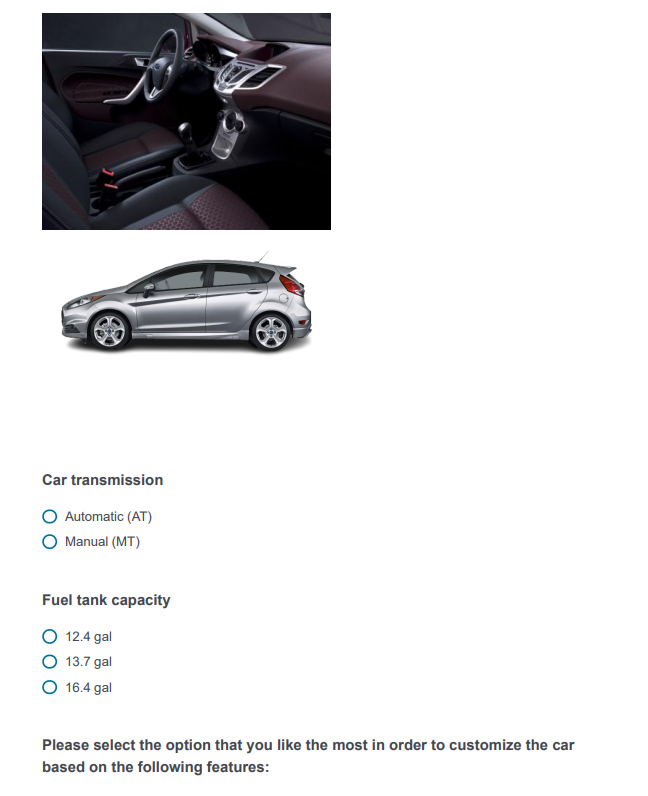 Car transmission
Automatic (AT)
Manual (MT)
Fuel tank capacity
12.4 gal
13.7 gal
16.4 gal
Please select the option that you like the most in order to customize the car
based on the following features: